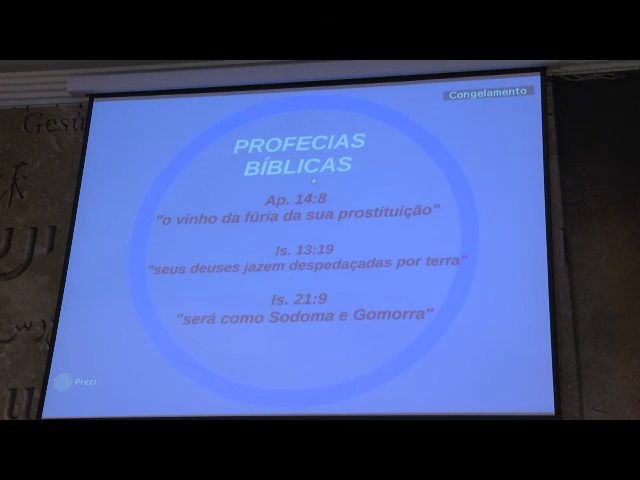 Congelamento
Gesù
PROFECIAS
BÍBLICAS
Ap. 14:8
"o vinho da fúria da sua prostituição"
Is. 13:19
"seus deuses jazem despedaçadas por terra"
Is. 21:9
"será como Sodoma e Gomorra"
Prezi